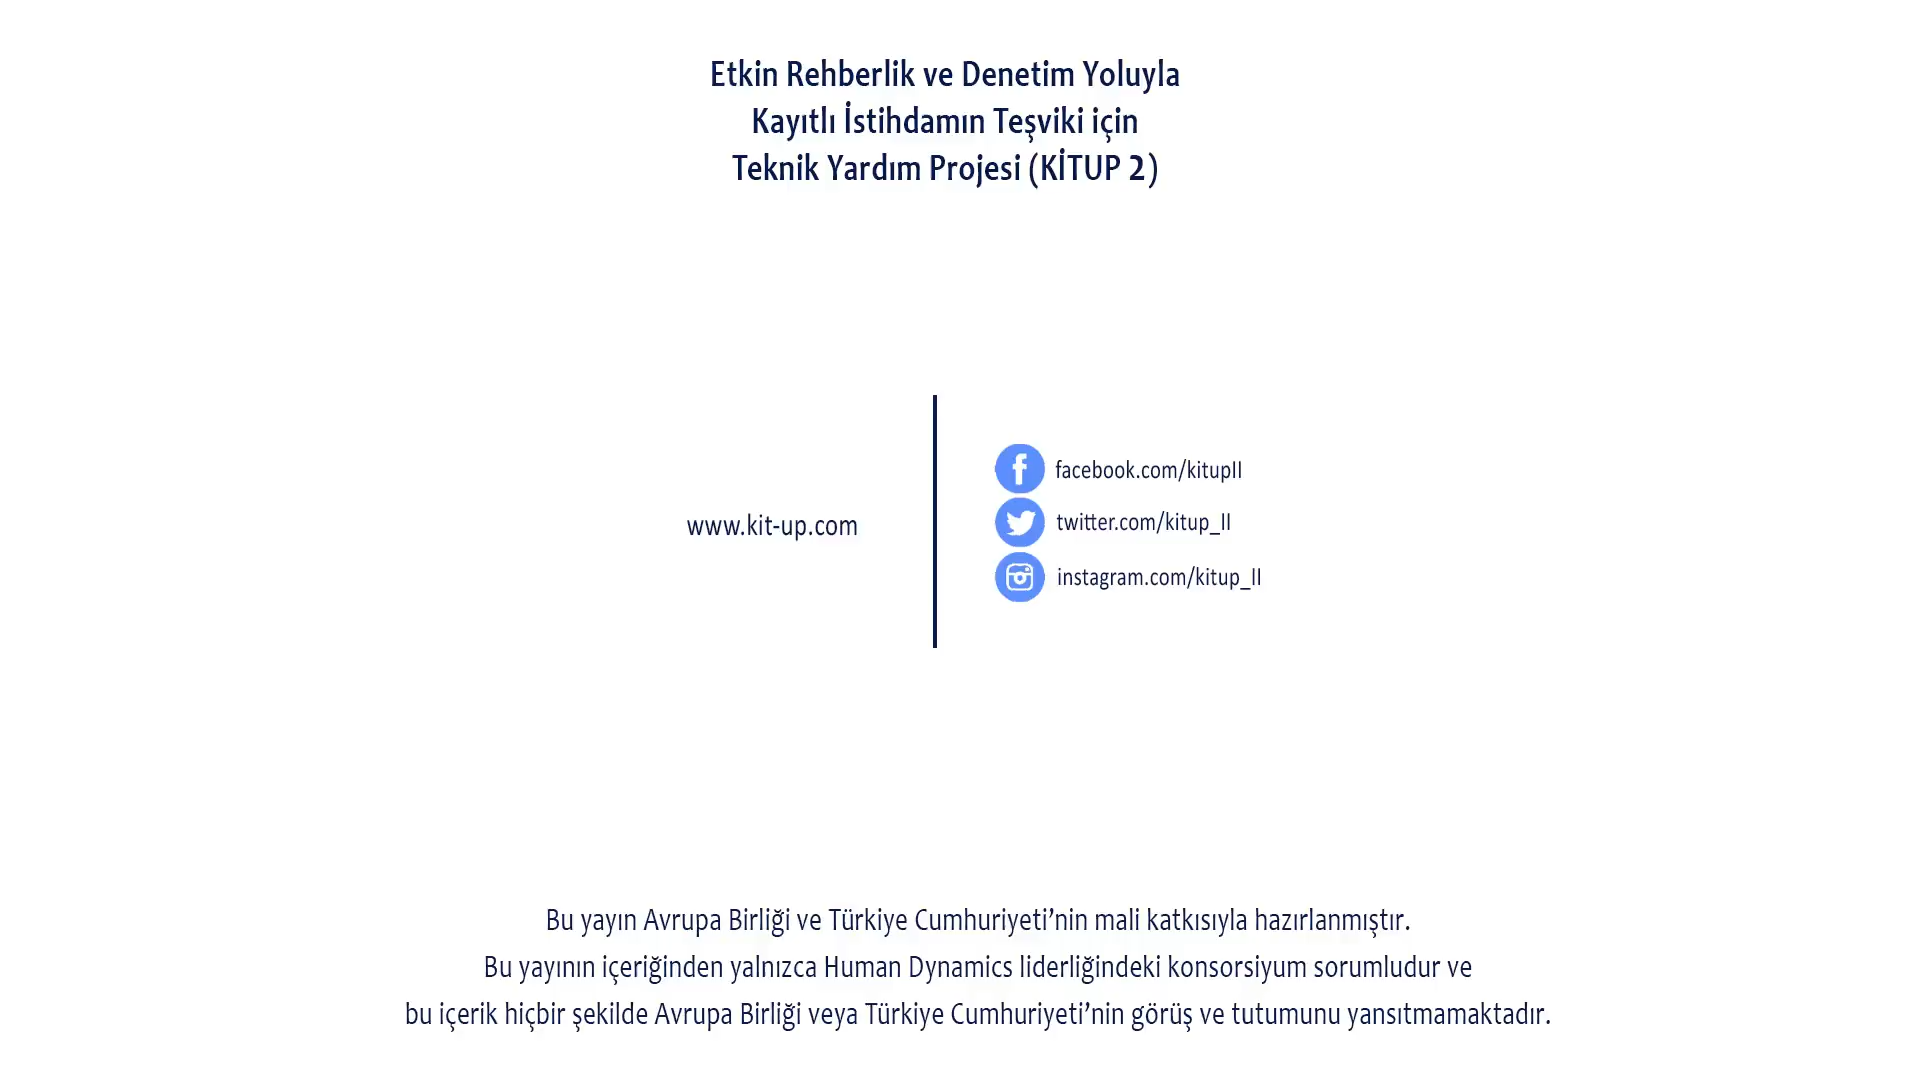 Etkin Rehberlik ve Denetim Yoluyla
Kayıtlı İstihdamın Teşviki için
Teknik Yardım Projesi (KİTUP 2)
www.kit-up.com
facebook.com/kitupII
twitter.com/kitup_II
instagram.com/kitup_II
Bu yayın Avrupa Birliği ve Türkiye Cumhuriyeti’nin mali katkısıyla hazırlanmıştır.
Bu yayının içeriğinden yalnızca Human Dynamics liderliğindeki konsorsiyum sorumludur ve
bu içerik hiçbir şekilde Avrupa Birliği veya Türkiye Cumhuriyeti’nin görüş ve tutumunu yansıtmamaktadır.